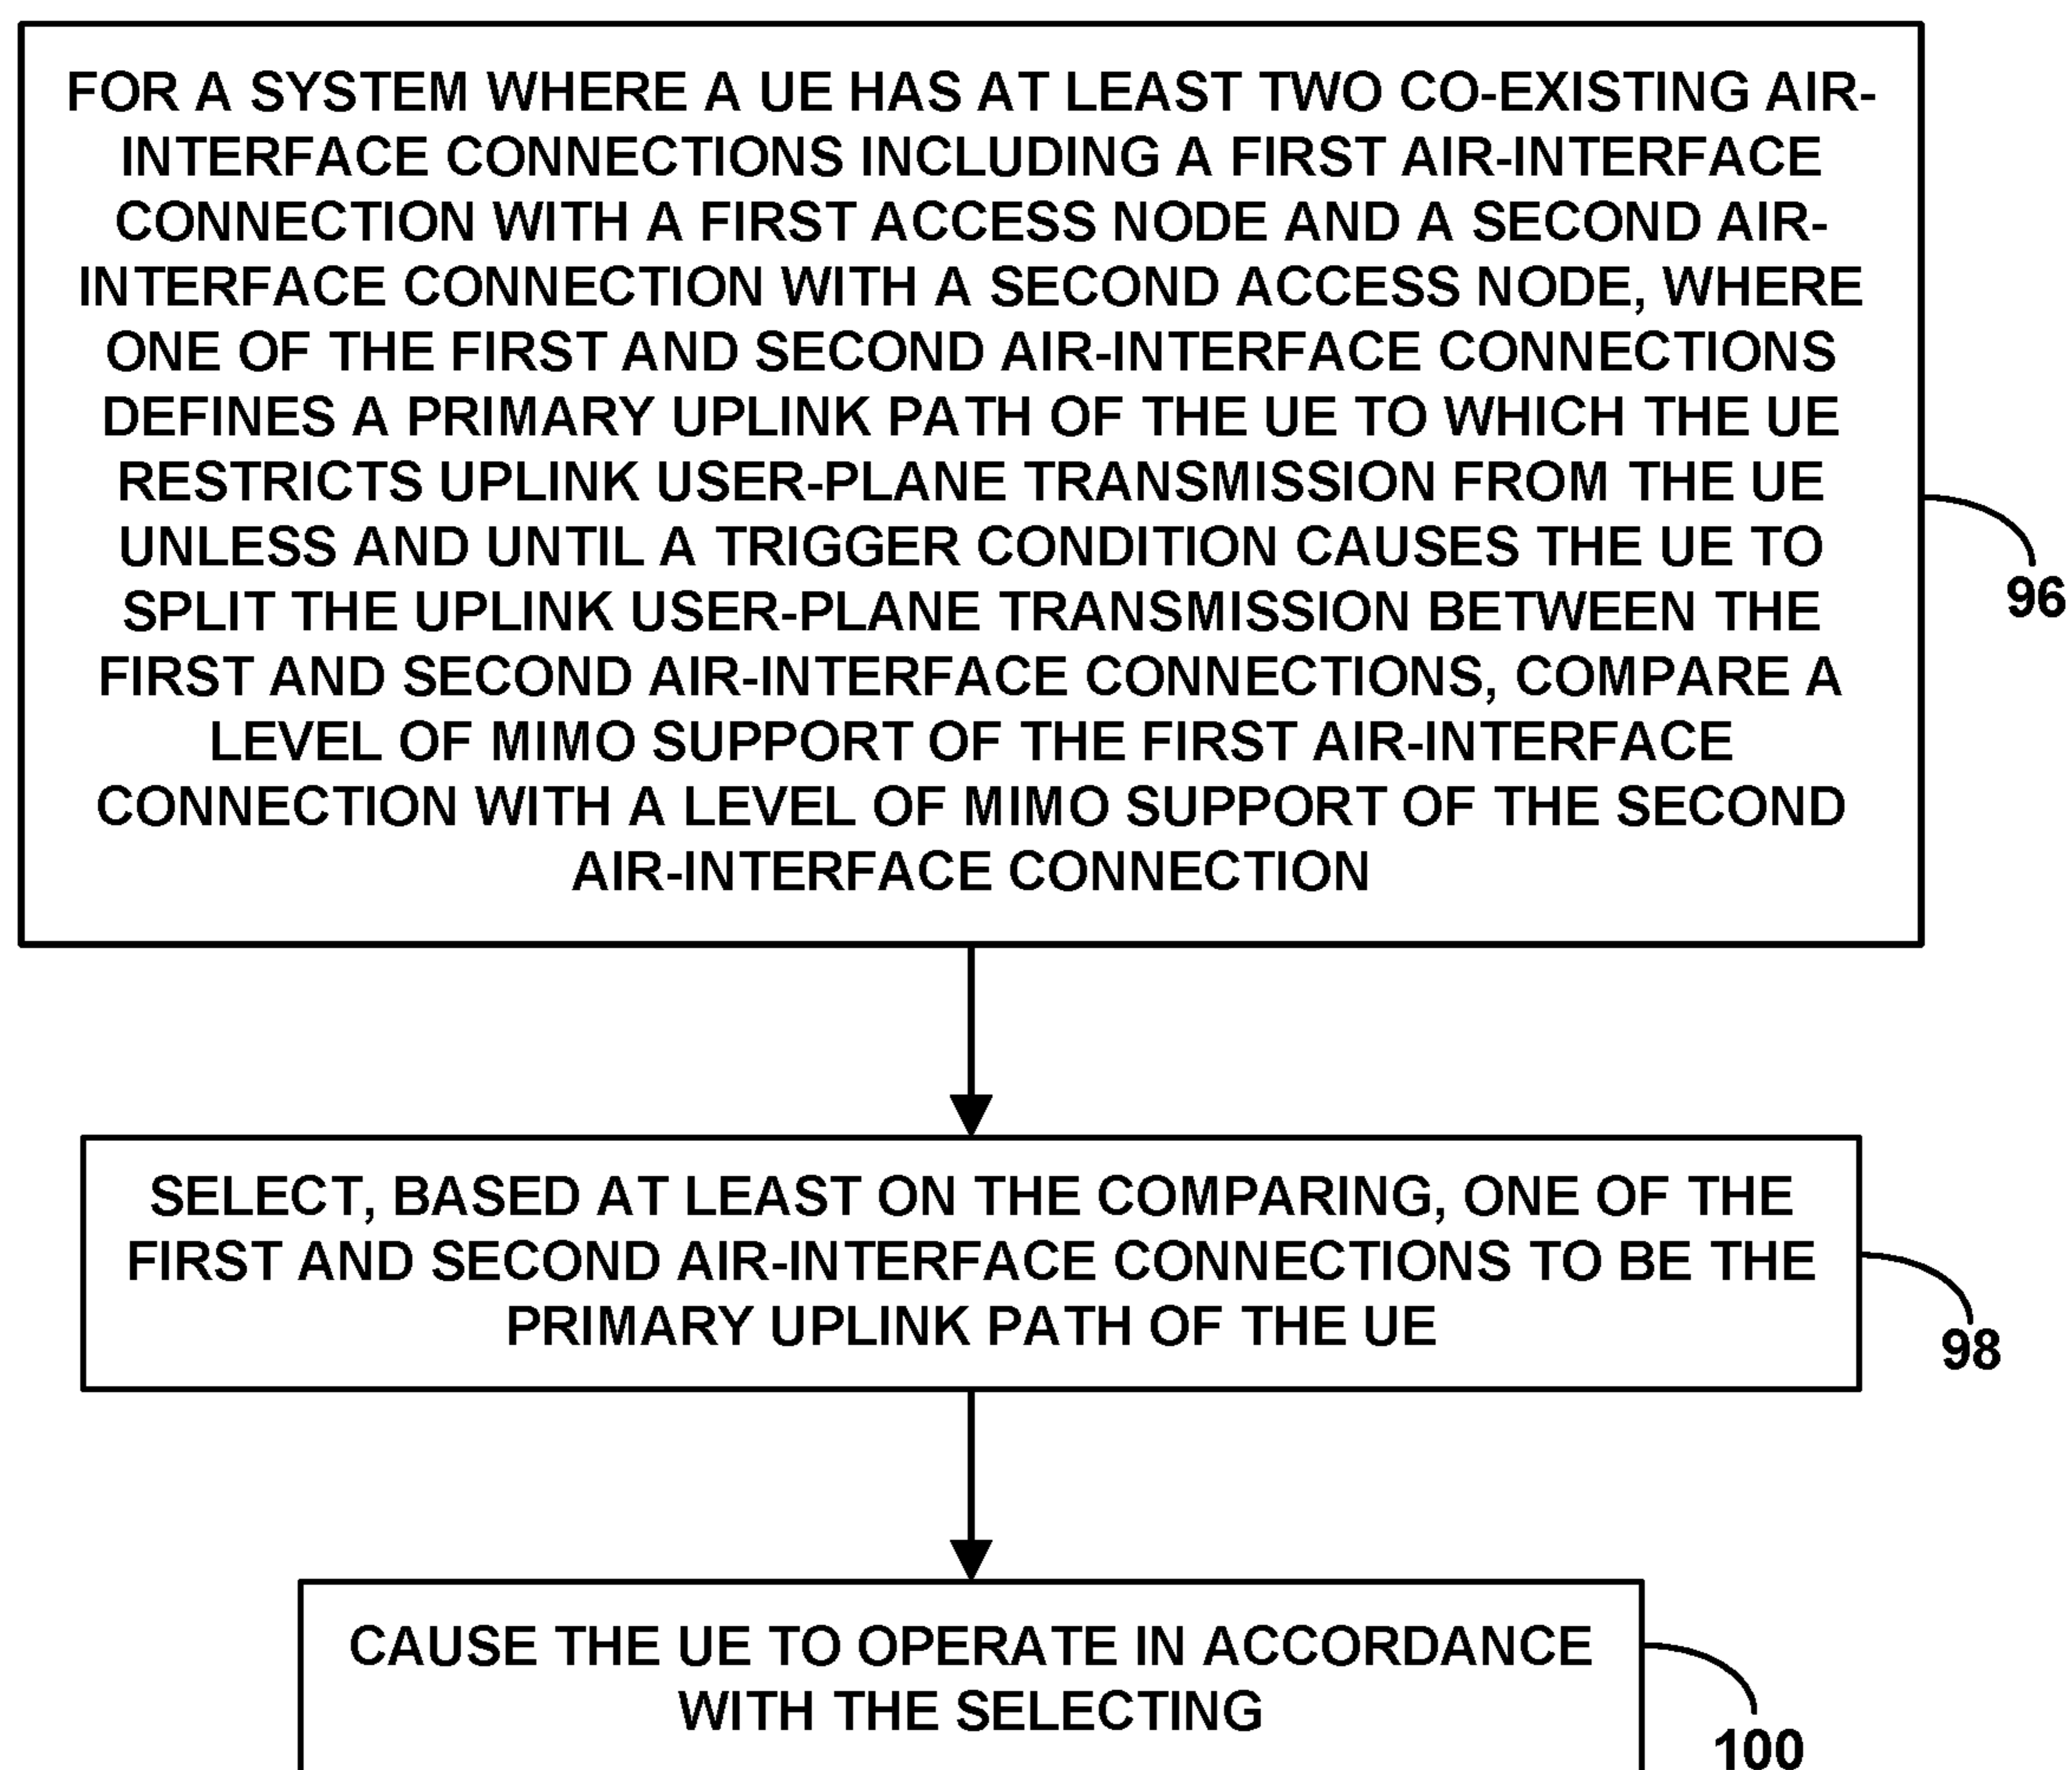 FOR A SYSTEM WHERE A UE HAS AT LEAST TWO CO-EXISTING AIR-
INTERFACE CONNECTIONS INCLUDING A FIRST AIR-INTERFACE
CONNECTION WITH A FIRST ACCESS NODE AND A SECOND AIR-
INTERFACE CONNECTION WITH A SECOND ACCESS NODE, WHERE
ONE OF THE FIRST AND SECOND AIR-INTERFACE CONNECTIONS
DEFINES A PRIMARY UPLINK PATH OF THE UE TO WHICH THE UE
RESTRICTS UPLINK USER-PLANE TRANSMISSION FROM THE UE
UNLESS AND UNTIL A TRIGGER CONDITION CAUSES THE UE TO
SPLIT THE UPLINK USER-PLANE TRANSMISSION BETWEEN THE
FIRST AND SECOND AIR-INTERFACE CONNECTIONS, COMPARE A
LEVEL OF MIMO SUPPORT OF THE FIRST AIR-INTERFACE
CONNECTION WITH A LEVEL OF MIMO SUPPORT OF THE SECOND
AIR-INTERFACE CONNECTION
96
SELECT, BASED AT LEAST ON THE COMPARING, ONE OF THE
FIRST AND SECOND AIR-INTERFACE CONNECTIONS TO BE THE
PRIMARY UPLINK PATH OF THE UE
98
CAUSE THE UE TO OPERATE IN ACCORDANCE
WITH THE SELECTING
100